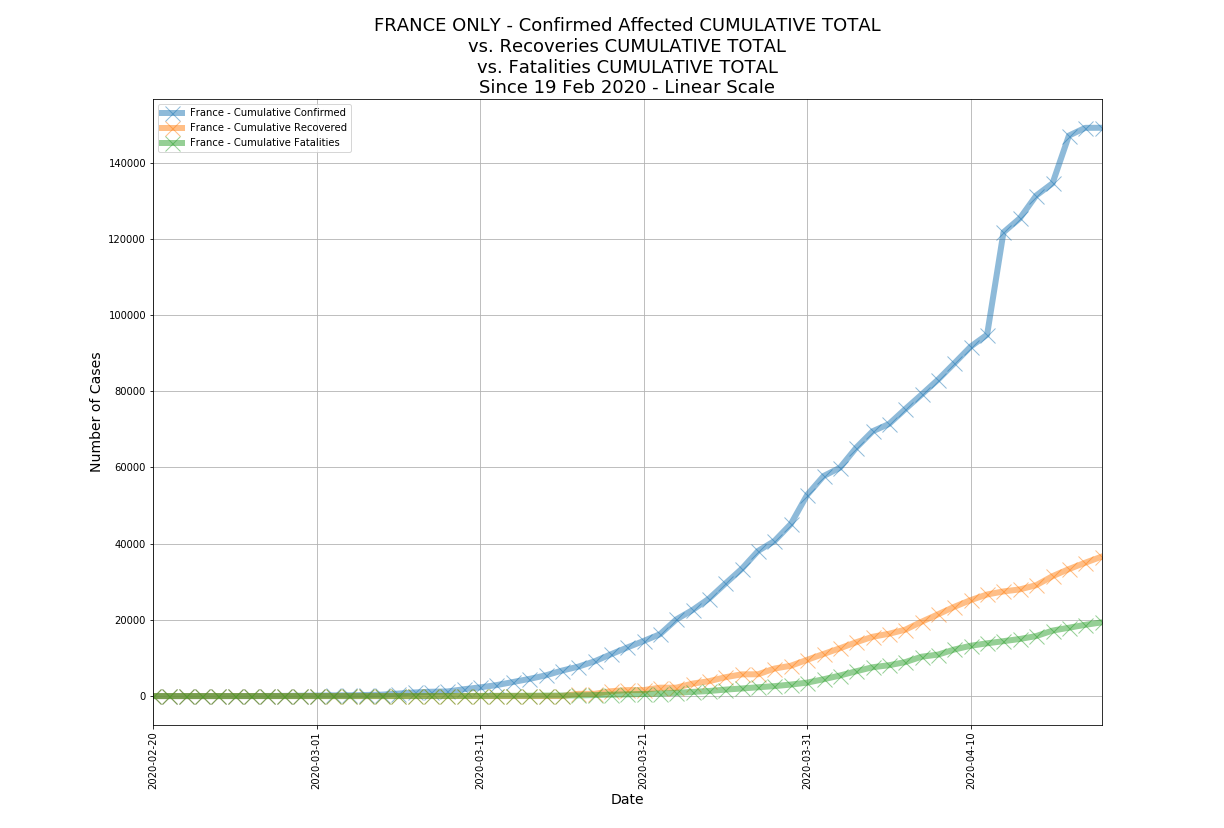 FRANCE ONLY - Confirmed Affected CUMULATIVE TOTAL
vs. Recoveries CUMULATIVE TOTAL
vs. Fatalities CUMULATIVE TOTAL
Since 19 Feb 2020 - Linear Scale
France - Cumulative Confirmed
France - Cumulative Recovered
France - Cumulative Fatalities
Number of Cases
140000
120000
100000
80000
60000
40000
20000
0
2020-02-20
2020-03-01
2020-03-11
2020-03-21
2020-03-31
2020-04-10
Date